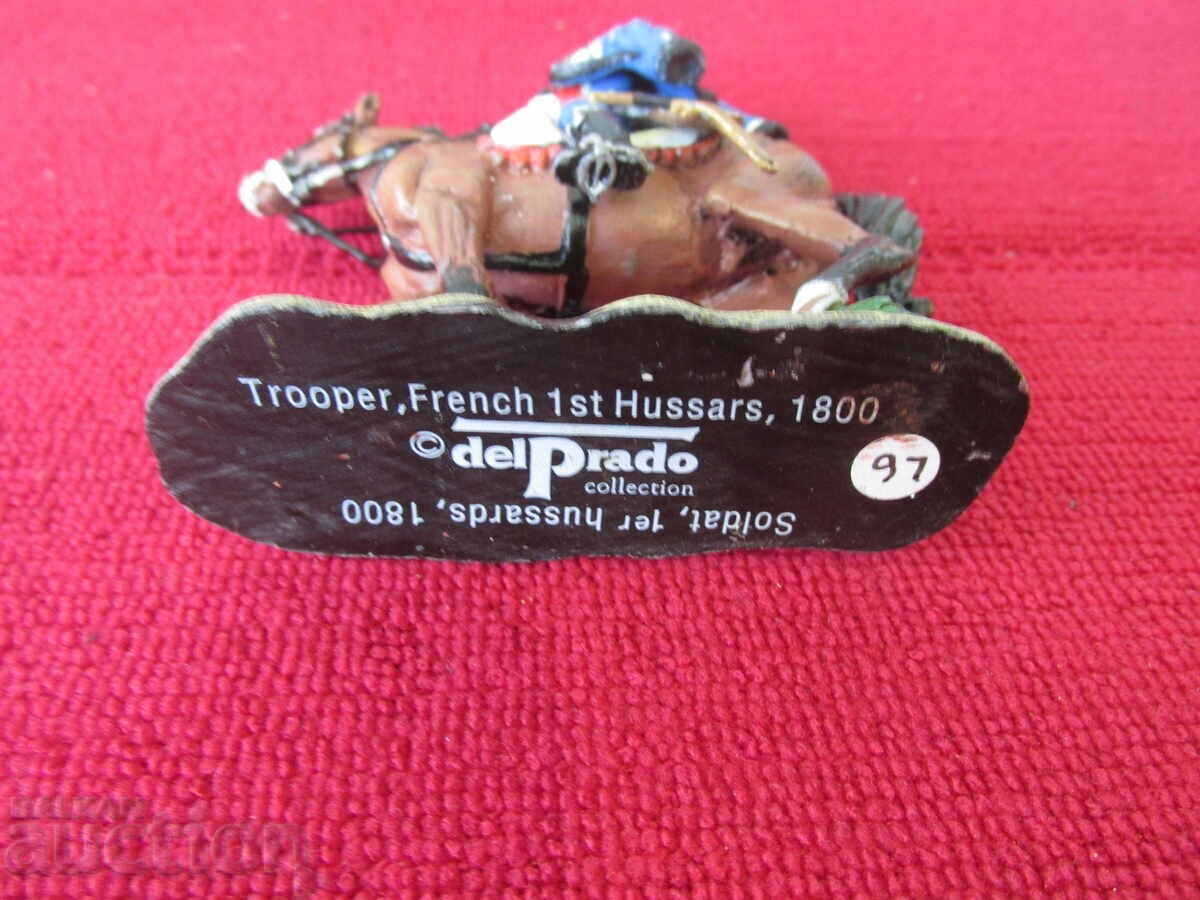 Trooper,French 1st Hussars, 1800
© delPrado
collection
97
Soldat, 1er hussards, 1800
BALKAN
auction